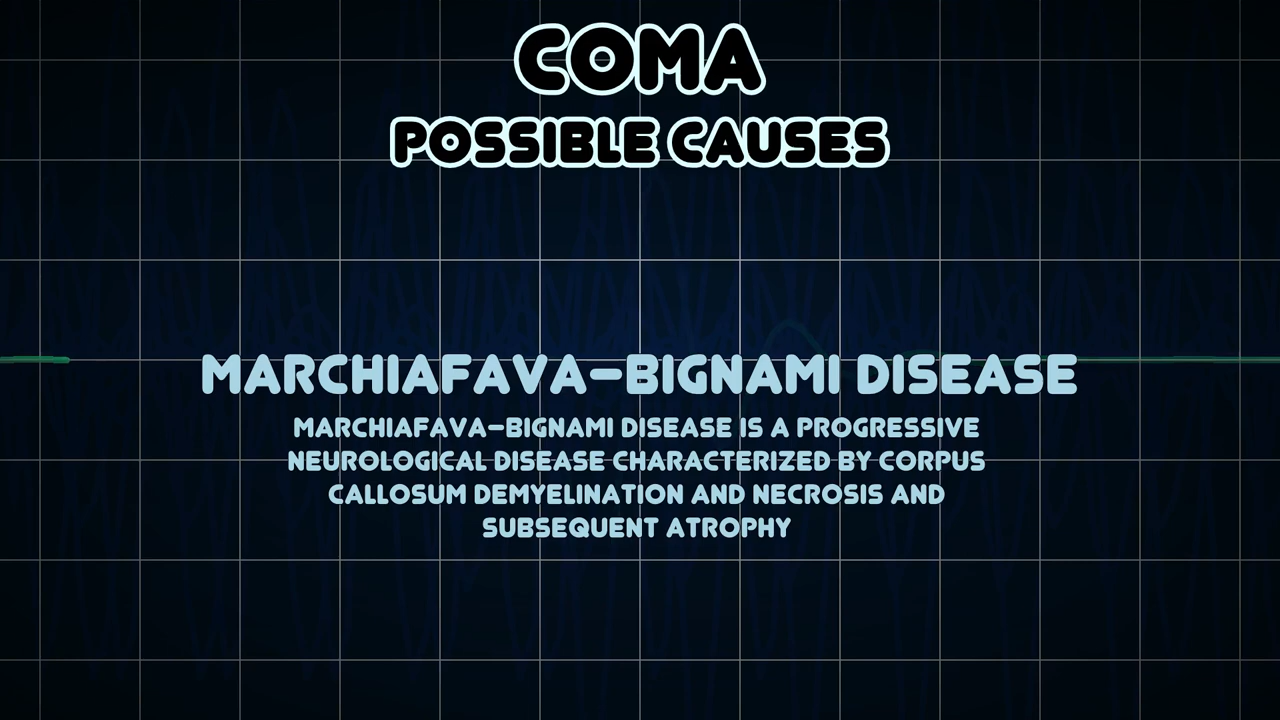 COMA
POSSIBLE CAUSES
MARCHIAFAVA-BIGNAMI DISEASE
MARCHIAFAVA-BIGNAMI DISEASE IS A PROGRESSIVE
NEUROLOGICAL DISEASE CHARACTERIZED BY CORPUS
CALLOSUM DEMYELINATION AND NECROSIS AND
SUBSEQUENT ATROPHY